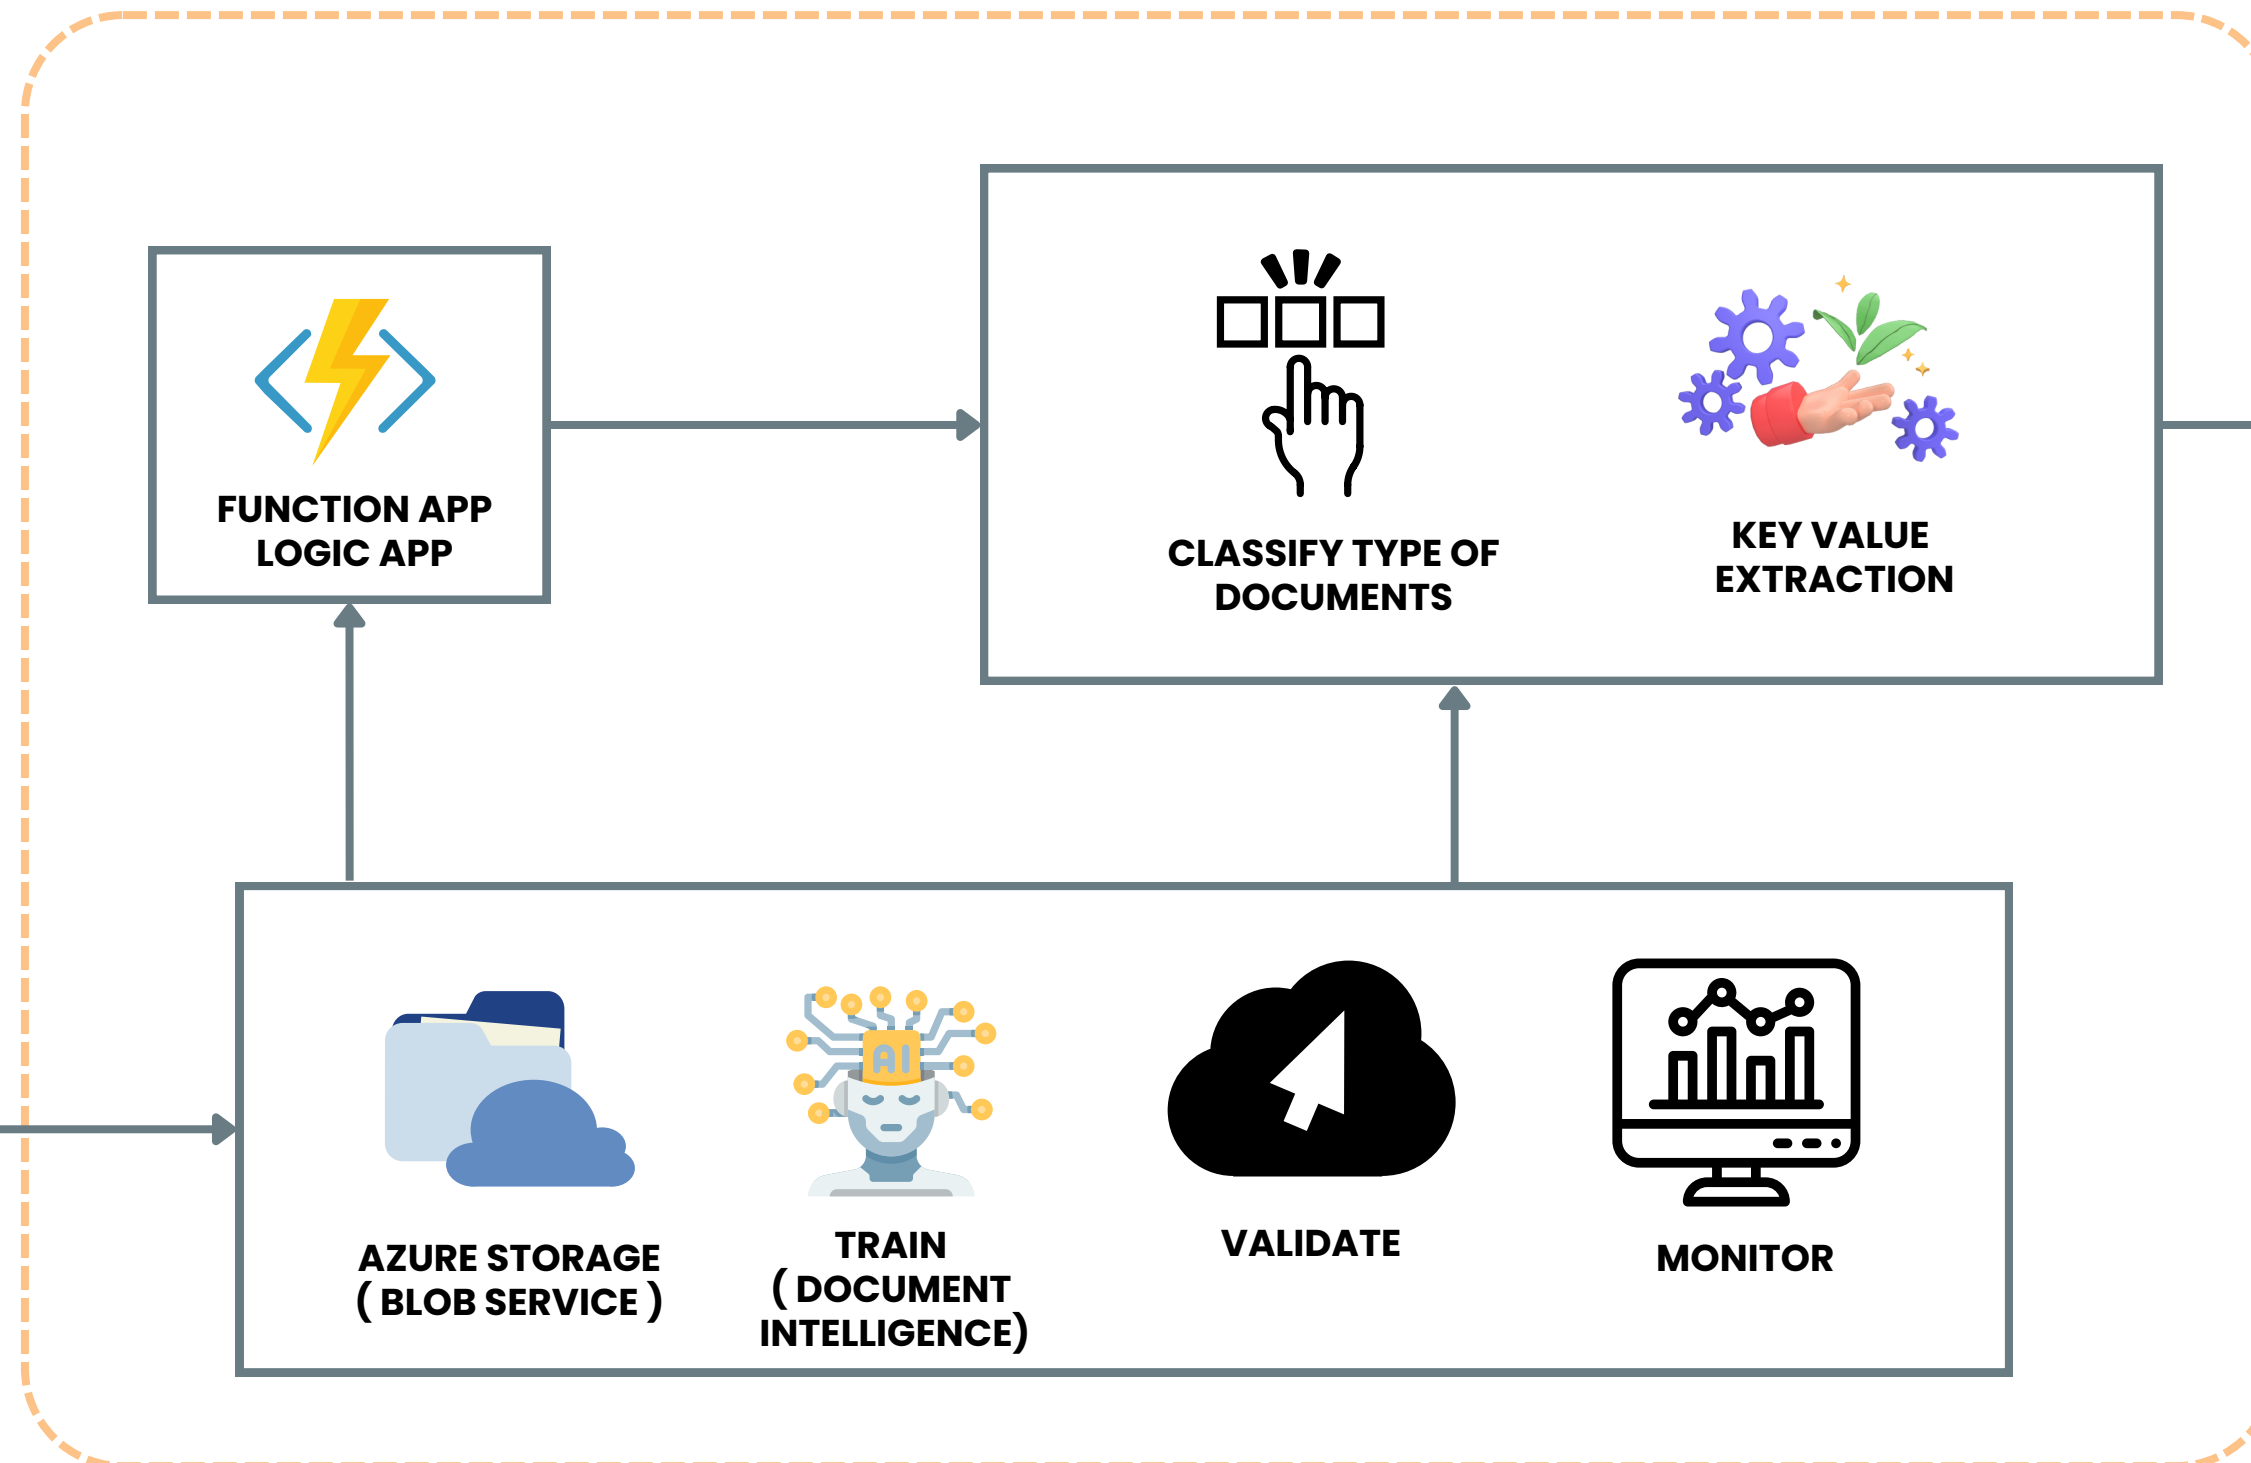 FUNCTION APP
LOGIC APP
CLASSIFY TYPE OF
DOCUMENTS
KEY VALUE
EXTRACTION
AI
AZURE STORAGE
( BLOB SERVICE )
TRAIN
( DOCUMENT
INTELLIGENCE)
VALIDATE
MONITOR